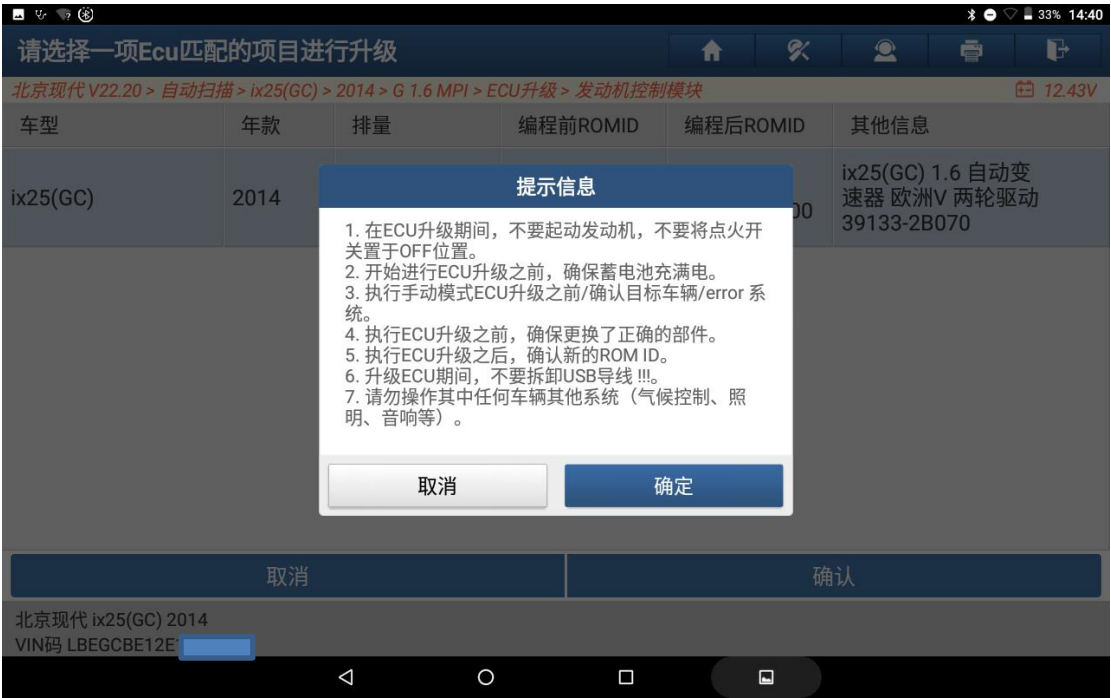 33% 14:40
请选择一项Ecu匹配的项目进行升级
北京现代 V22.20 > 自动扫描 > ix25(GC) > 2014 > G 1.6 MPI > ECU升级 > 发动机控制模块
12.43V
车型 年款 排量 编程前ROMID 编程后ROMID 其他信息
ix25(GC) 2014 00
ix25(GC) 1.6 自动变
速器 欧洲V 两轮驱动
39133-2B070
提示信息
1. 在ECU升级期间，不要起动发动机，不要将点火开
关置于OFF位置。
2. 开始进行ECU升级之前，确保蓄电池充满电。
3. 执行手动模式ECU升级之前/确认目标车辆/error 系
统。
4. 执行ECU升级之前，确保更换了正确的部件。
5. 执行ECU升级之后，确认新的ROM ID。
6. 升级ECU期间，不要拆卸USB导线 !!!。
7. 请勿操作其中任何车辆其他系统（气候控制、照
明、音响等）。
取消 确定
取消 确认
北京现代 ix25(GC) 2014
VIN码 LBEGCBE12E